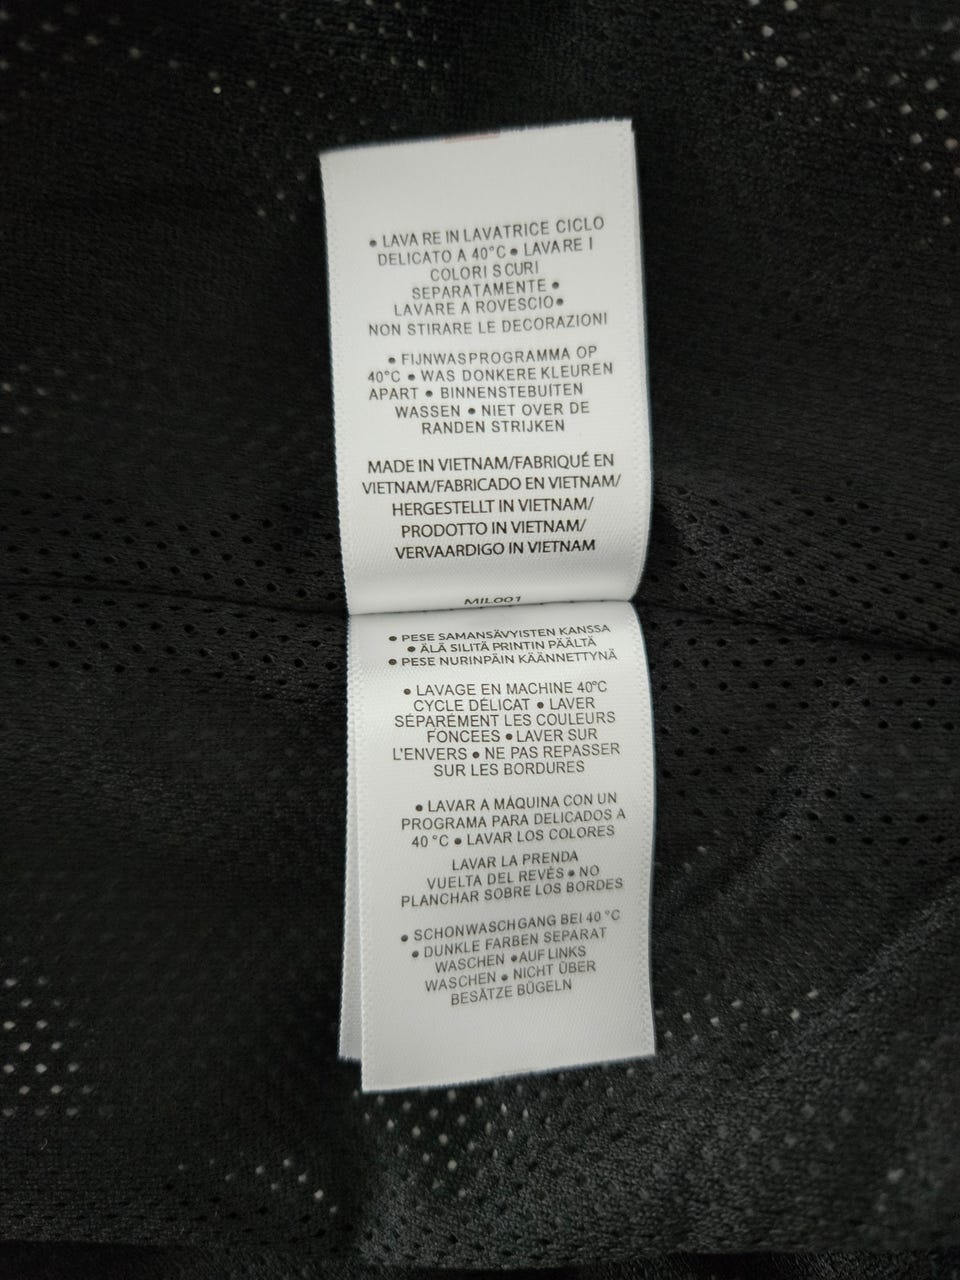 • LAVA RE IN LAVATRICE CICLO
DELICATO A 40°C • LAVARE I
COLORI SCURI
SEPARATAMENTE •
LAVARE A ROVESCIO•
NON STIRARE LE DECORAZIONI
• FIJNWASPROGRAMMA OP
40°C • WAS DONKERE KLEUREN
APART • BINNENSTEBUITEN
WASSEN • NIET OVER DE
RANDEN STRIJKEN
MADE IN VIETNAM/FABRIQUÉ EN
VIETNAM/FABRICADO EN VIETNAM/
HERGESTELLT IN VIETNAM/
PRODOTTO IN VIETNAM/
VERVAARDIGO IN VIETNAM
MIL001
• PESE SAMANSÄVYISTEN KANSSA
• ÄLÄ SILITÄ PRINTIN PÄÄLTÄ
• PESE NURINPÄIN KÄÄNNETTYNÄ
• LAVAGE EN MACHINE 40°C
CYCLE DÉLICAT • LAVER
SÉPARÉMENT LES COULEURS
FONCEES • LAVER SUR
L'ENVERS • NE PAS REPASSER
SUR LES BORDURES
• LAVAR A MÁQUINA CON UN
PROGRAMA PARA DELICADOS A
40 °C • LAVAR LOS COLORES
LAVAR LA PRENDA
VUELTA DEL REVÉS • NO
PLANCHAR SOBRE LOS BORDES
• SCHONWASCHGANG BEI 40 °C
• DUNKLE FARBEN SEPARAT
WASCHEN •AUF LINKS
WASCHEN • NICHT ÜBER
BESÄTZE BÜGELN